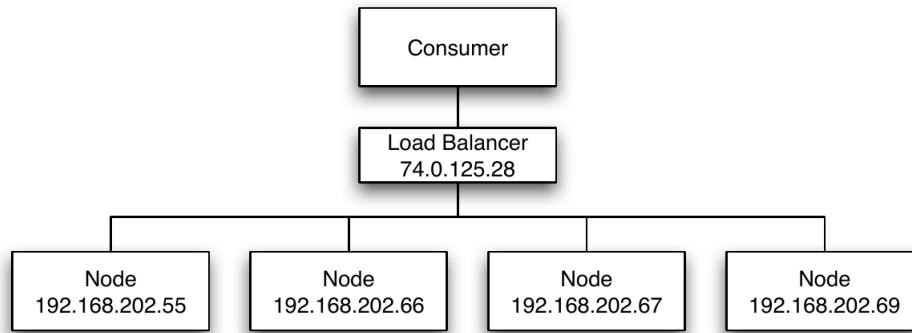 Consumer
Load Balancer
74.0.125.28
Node
192.168.202.55
Node
192.168.202.66
Node
192.168.202.67
Node
192.168.202.69